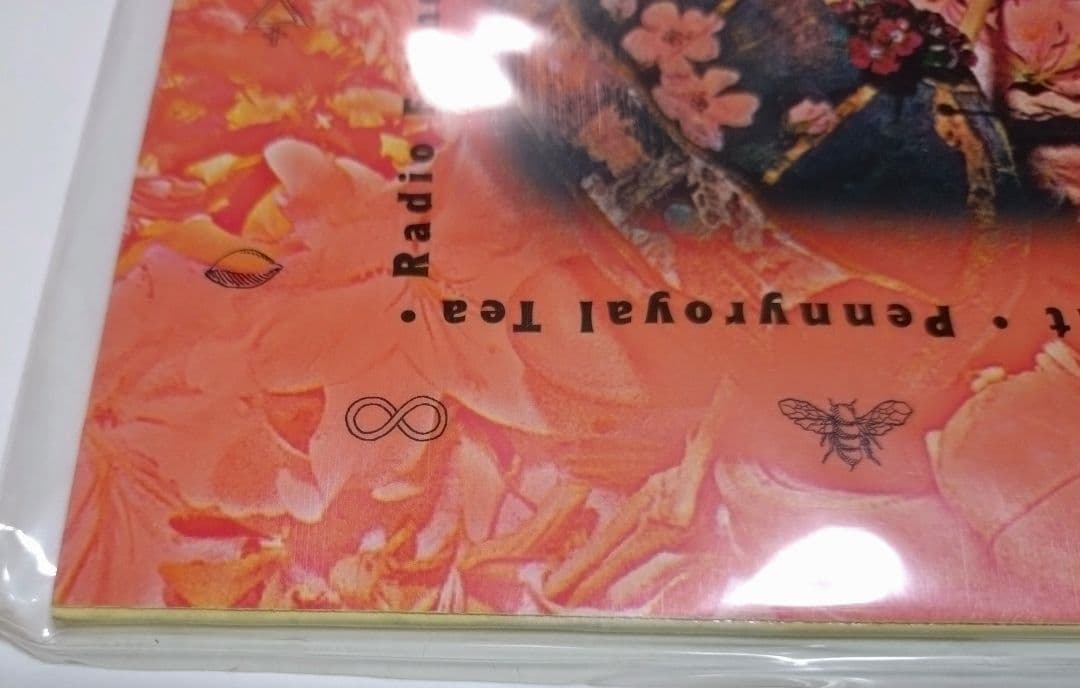 • Pennyroyal Tea •
Radio